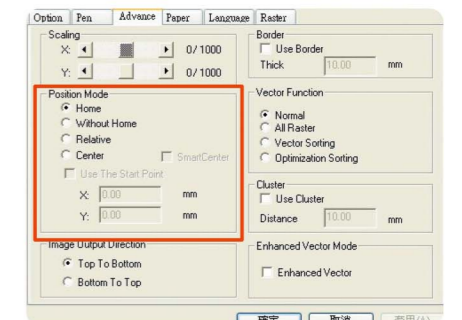 Option Pen Advance Paper Language Raster
Scaling
X: 0/1000
Y: 0/1000
Position Mode
Home
Without Home
Relative
Center SmartCenter
Use The Start Point
X: 0.00 mm
Y: 0.00 mm
Image Output Direction
Top To Bottom
Bottom To Top
Border
Use Border
Thick 10.00 mm
Vector Function
Normal
All Raster
Vector Sorting
Optimization Sorting
Cluster
Use Cluster
Distance 10.00 mm
Enhanced Vector Mode
Enhanced Vector